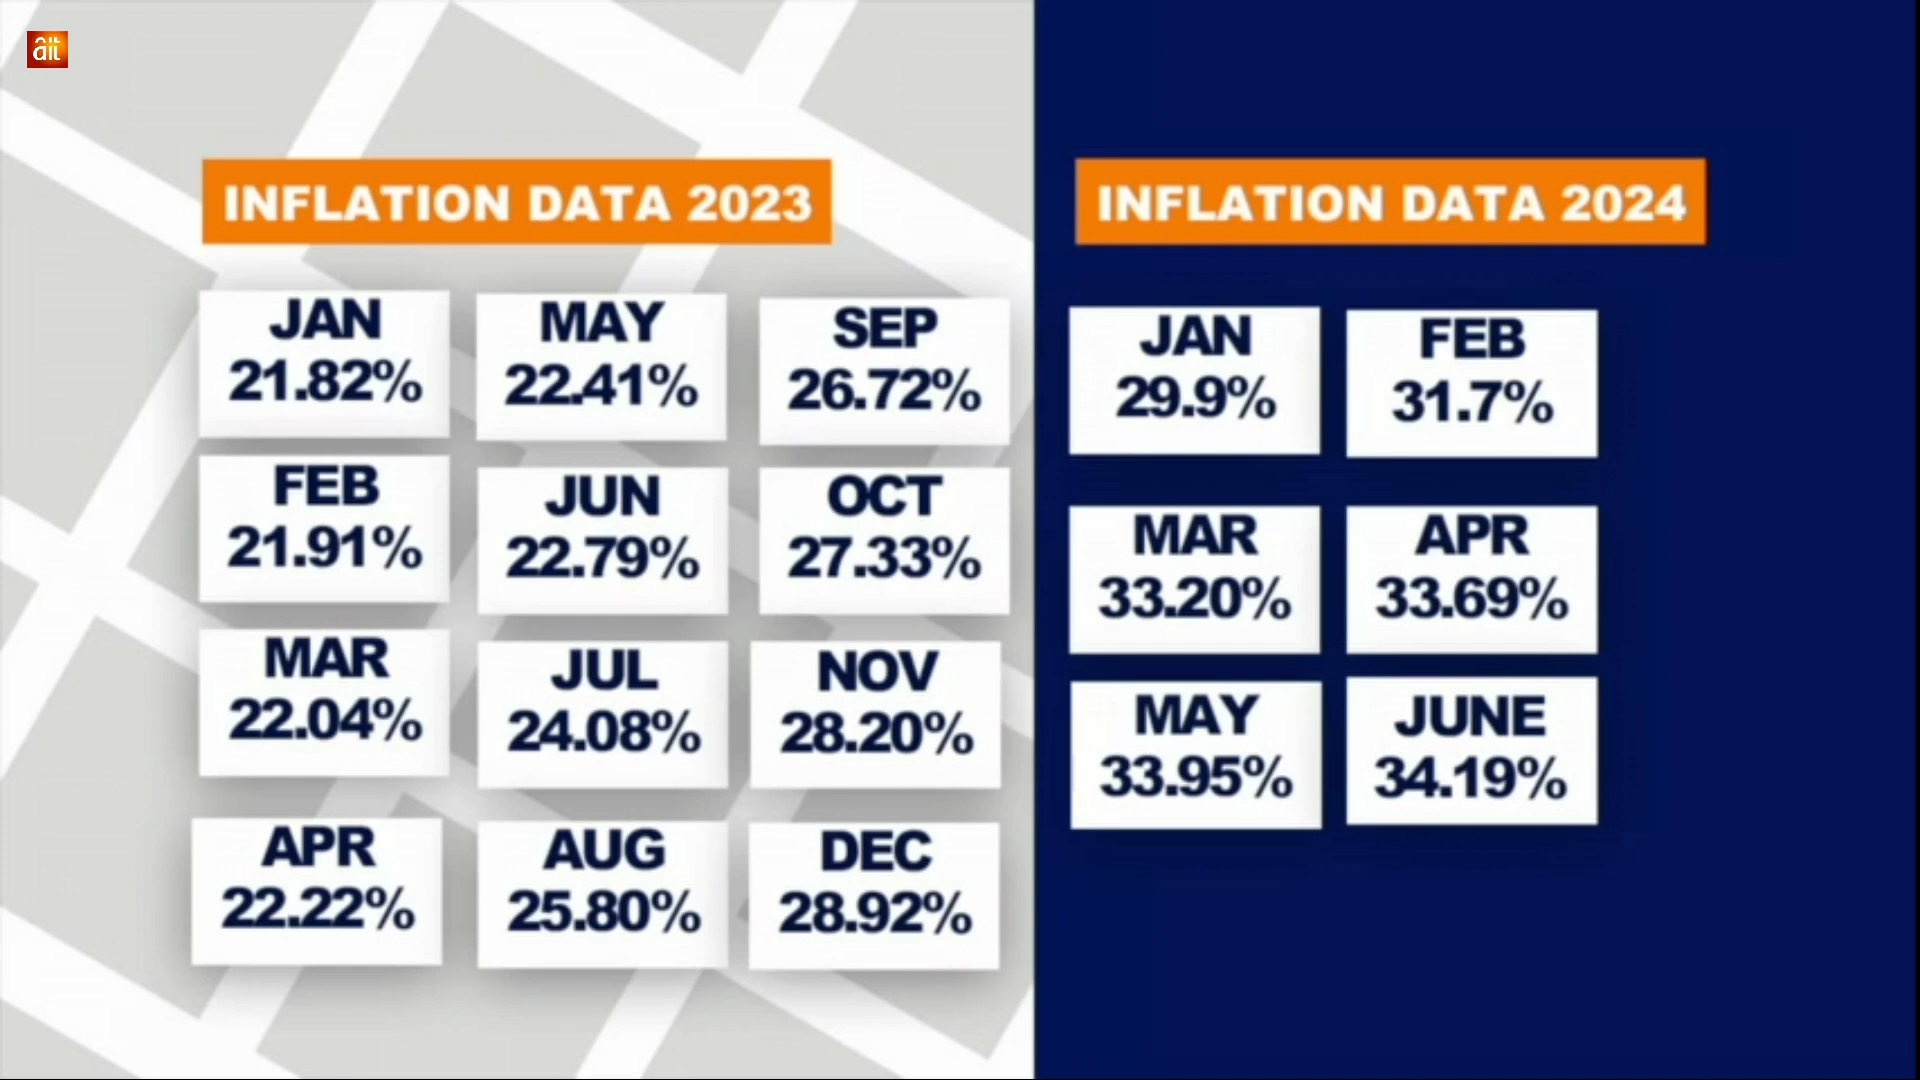 ait
INFLATION DATA 2023
JAN
21.82%
FEB
21.91%
MAR
22.04%
APR
22.22%
MAY
22.41%
JUN
22.79%
JUL
24.08%
AUG
25.80%
SEP
26.72%
OCT
27.33%
NOV
28.20%
DEC
28.92%
INFLATION DATA 2024
JAN
29.9%
FEB
31.7%
MAR
33.20%
APR
33.69%
MAY
33.95%
JUNE
34.19%